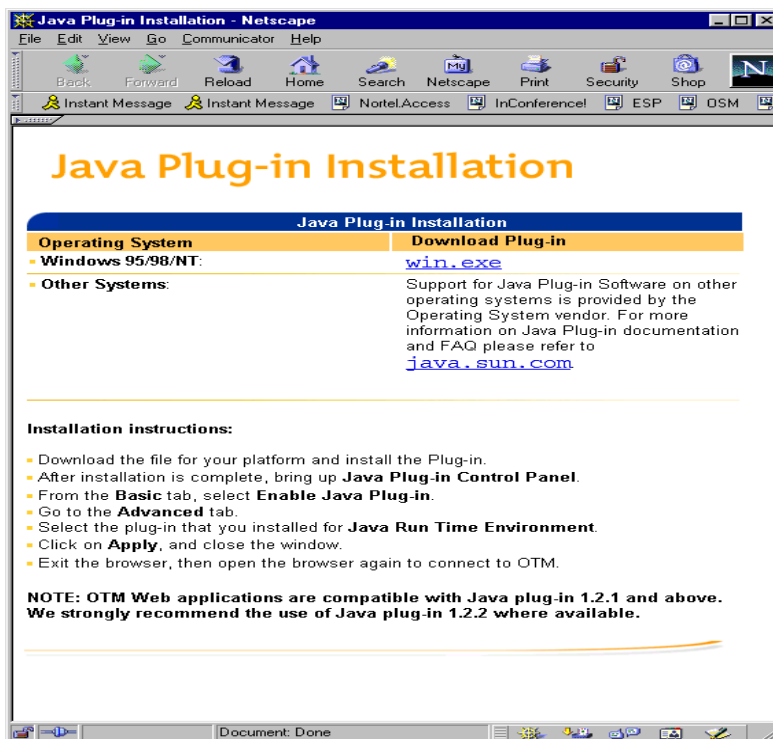 Java Plug-in Installation - Netscape
File Edit View Go Communicator Help
Back Forward Reload Home Search Netscape Print Security Shop
My
N
Instant Message Instant Message Nortel.Access InConference! ESP OSM
Java Plug-in Installation
Java Plug-in Installation
Operating System Download Plug-in
Windows 95/98/NT: win.exe
Other Systems: Support for Java Plug-in Software on other
operating systems is provided by the
Operating System vendor. For more
information on Java Plug-in documentation
and FAQ please refer to
java.sun.com
Installation instructions:
Download the file for your platform and install the Plug-in.
After installation is complete, bring up Java Plug-in Control Panel.
From the Basic tab, select Enable Java Plug-in.
Go to the Advanced tab.
Select the plug-in that you installed for Java Run Time Environment.
Click on Apply, and close the window.
Exit the browser, then open the browser again to connect to OTM.
NOTE: OTM Web applications are compatible with Java plug-in 1.2.1 and above.
We strongly recommend the use of Java plug-in 1.2.2 where available.
Document: Done